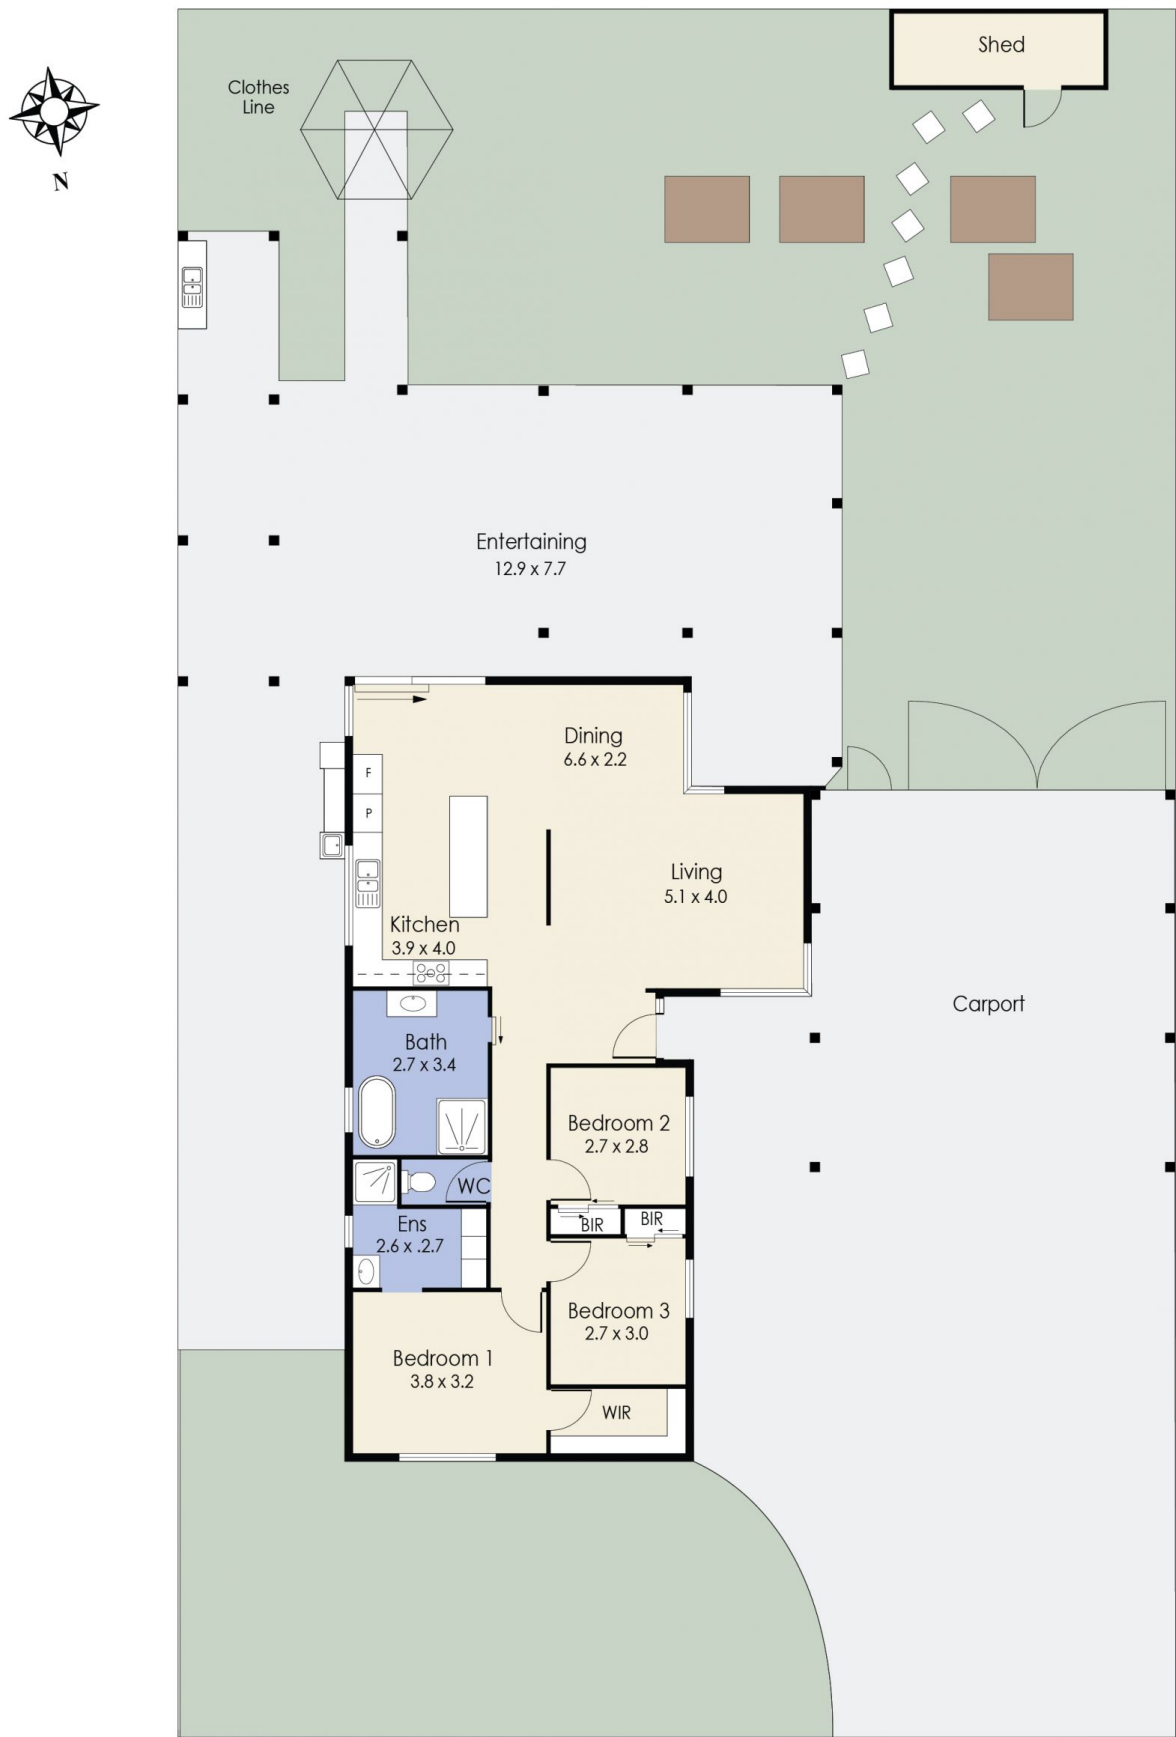 Shed
Clothes
Line
N
Entertaining
12.9 x 7.7
Dining
6.6 x 2.2
F
P
Living
5.1 x 4.0
Kitchen
3.9 x 4.0
Carport
Bath
2.7 x 3.4
Bedroom 2
2.7 x 2.8
WC
BIR
BIR
Ens
2.6 x .2.7
Bedroom 3
2.7 x 3.0
Bedroom 1
3.8 x 3.2
WIR